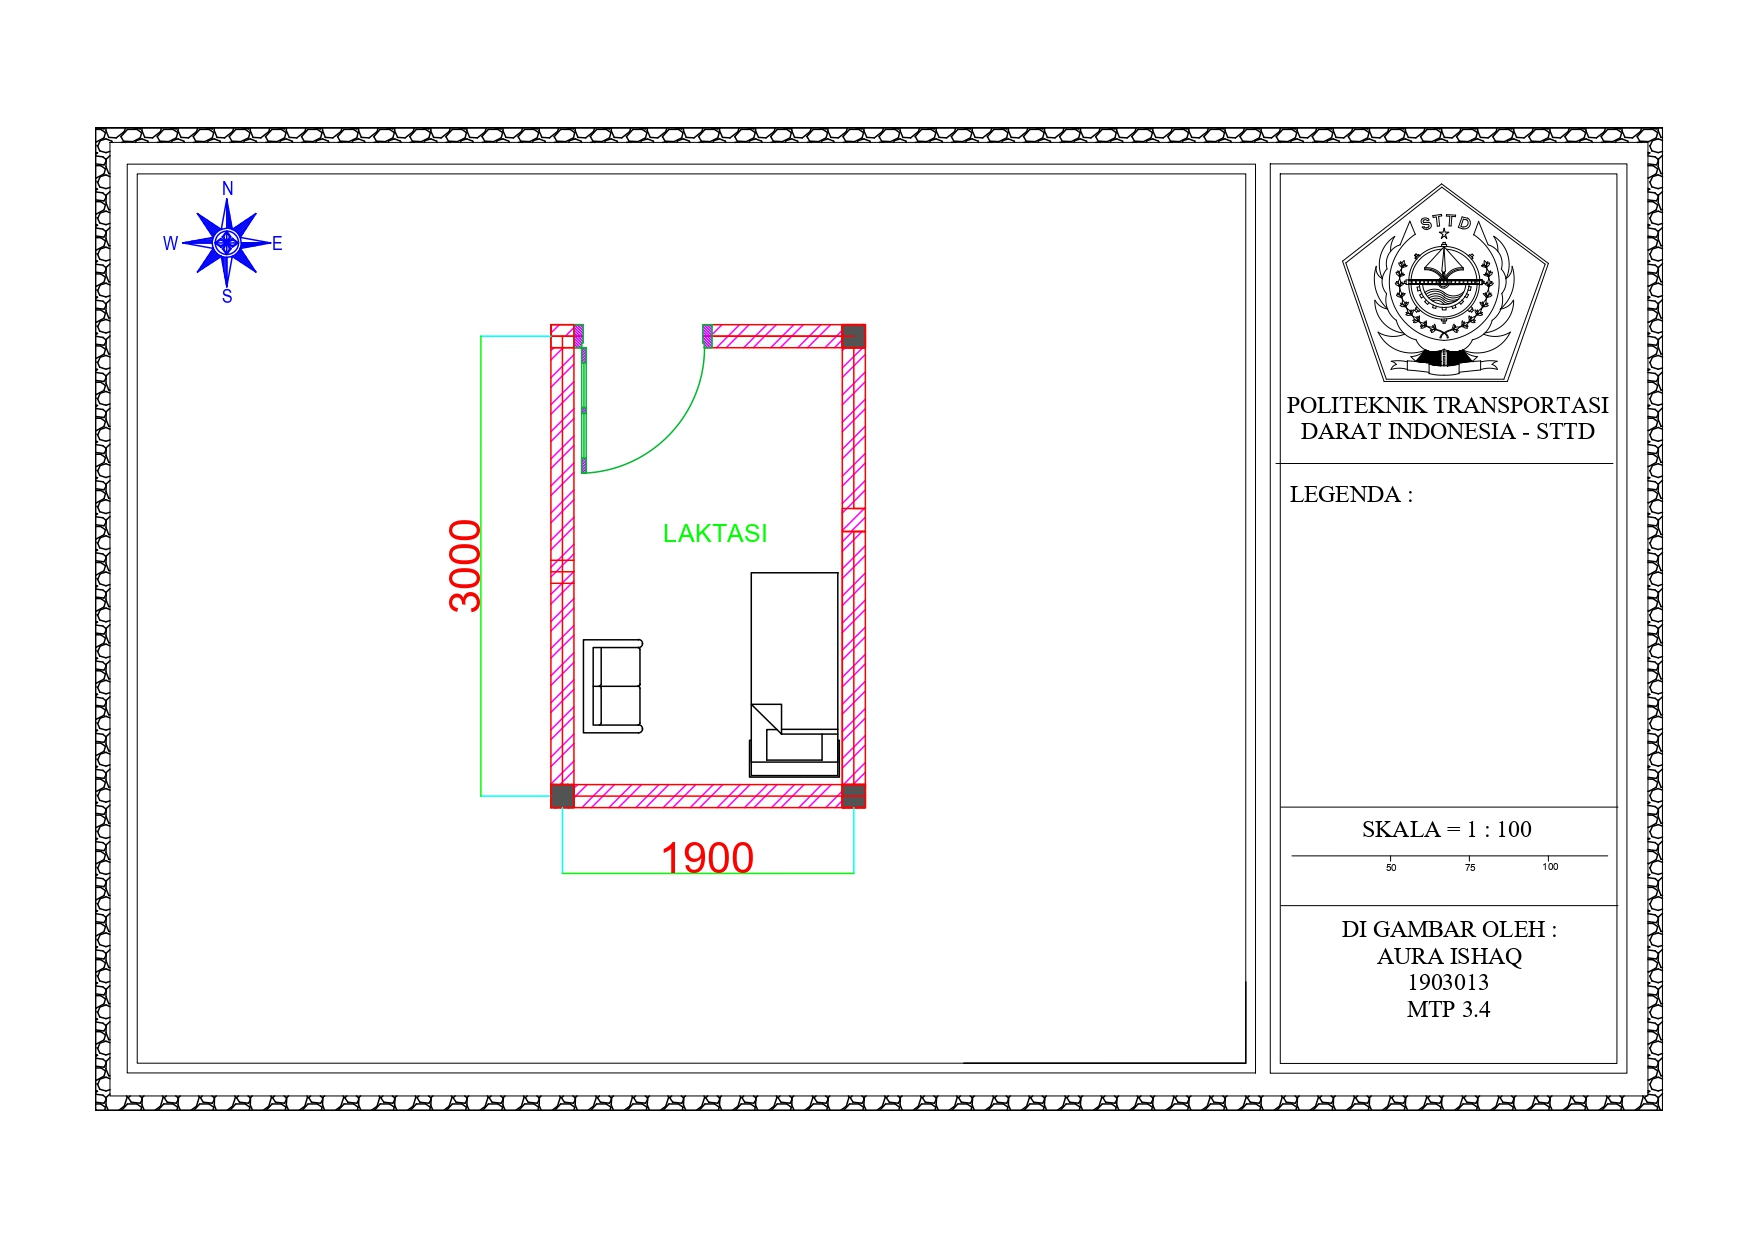 N
W
E
S
3000
LAKTASI
1900
STTD
POLITEKNIK TRANSPORTASI
DARAT INDONESIA - STTD
LEGENDA :
SKALA = 1 : 100
50
75
100
DI GAMBAR OLEH :
AURA ISHAQ
1903013
MTP 3.4